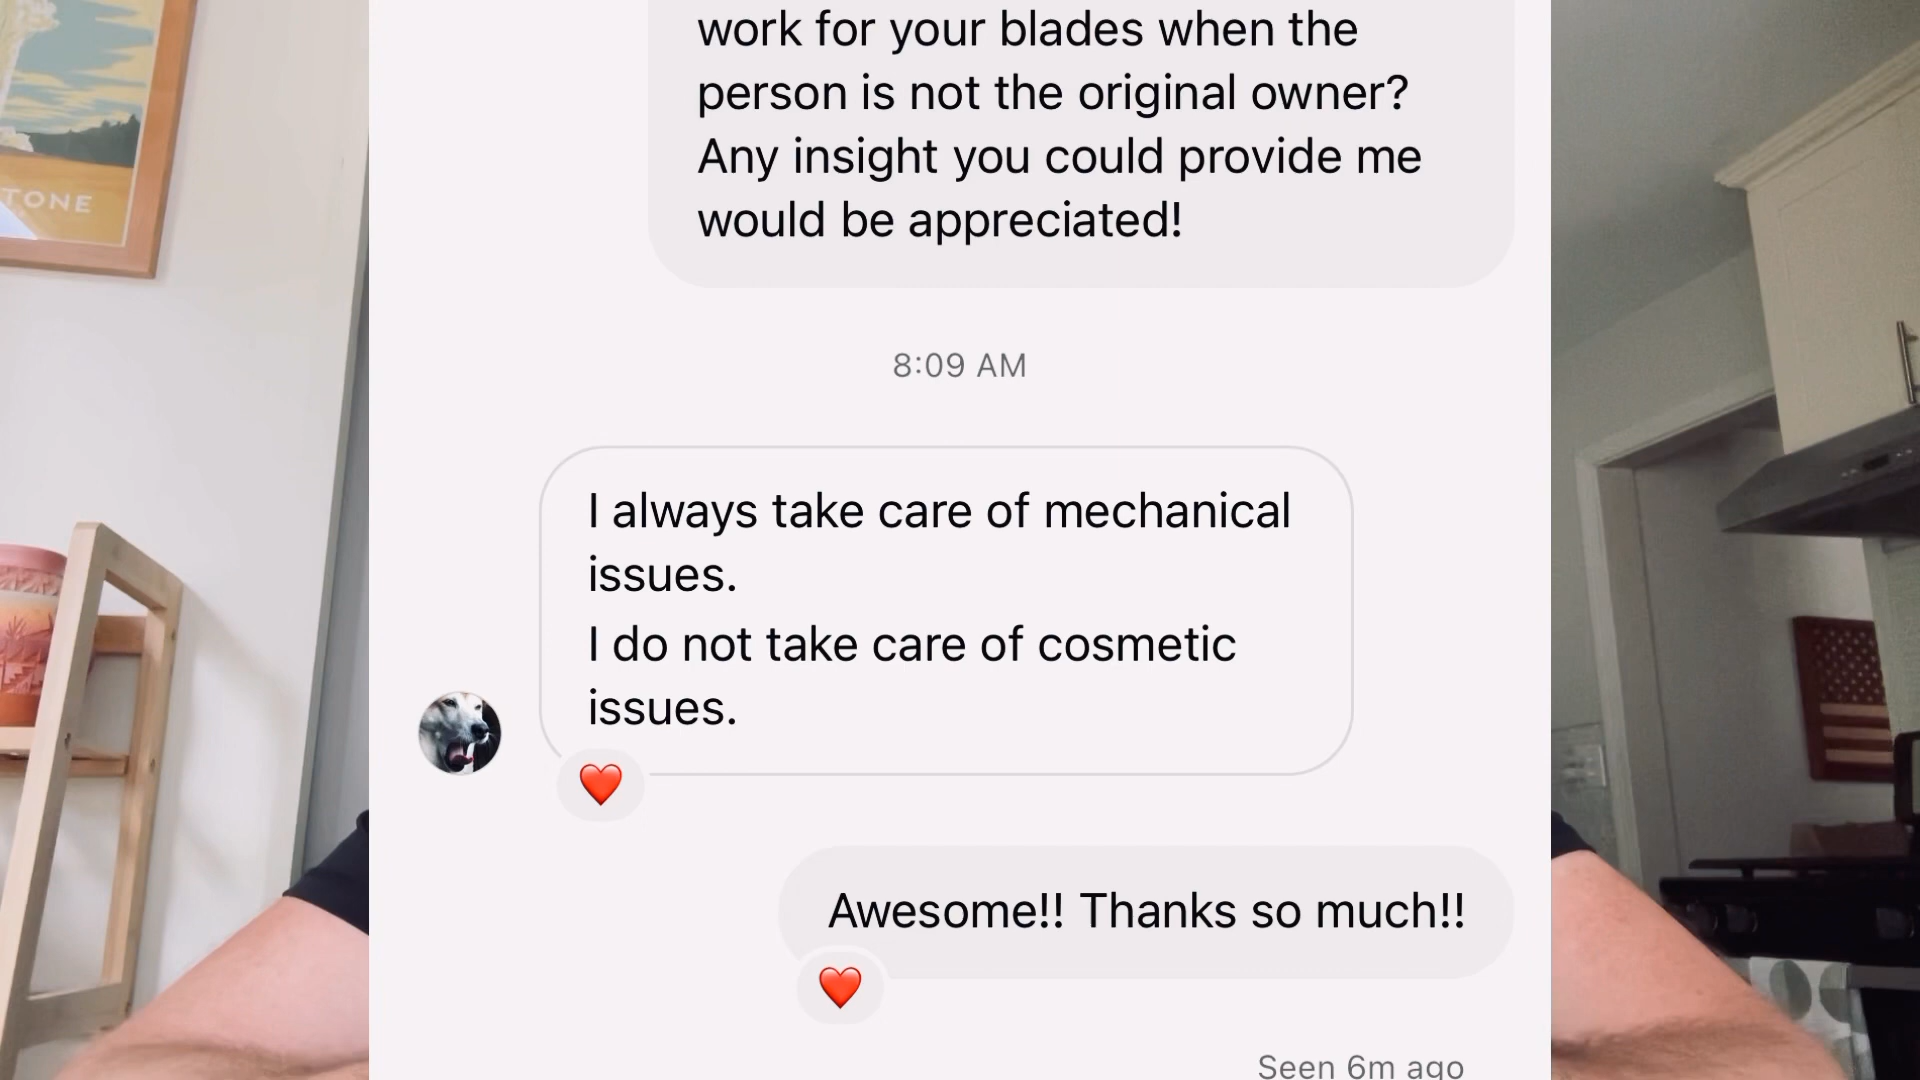 work for your blades when the
person is not the original owner?
Any insight you could provide me
would be appreciated!
TONE
8:09 AM
I always take care of mechanical
issues.
I do not take care of cosmetic
issues.
Awesome!! Thanks so much!!
Seen 6m ago